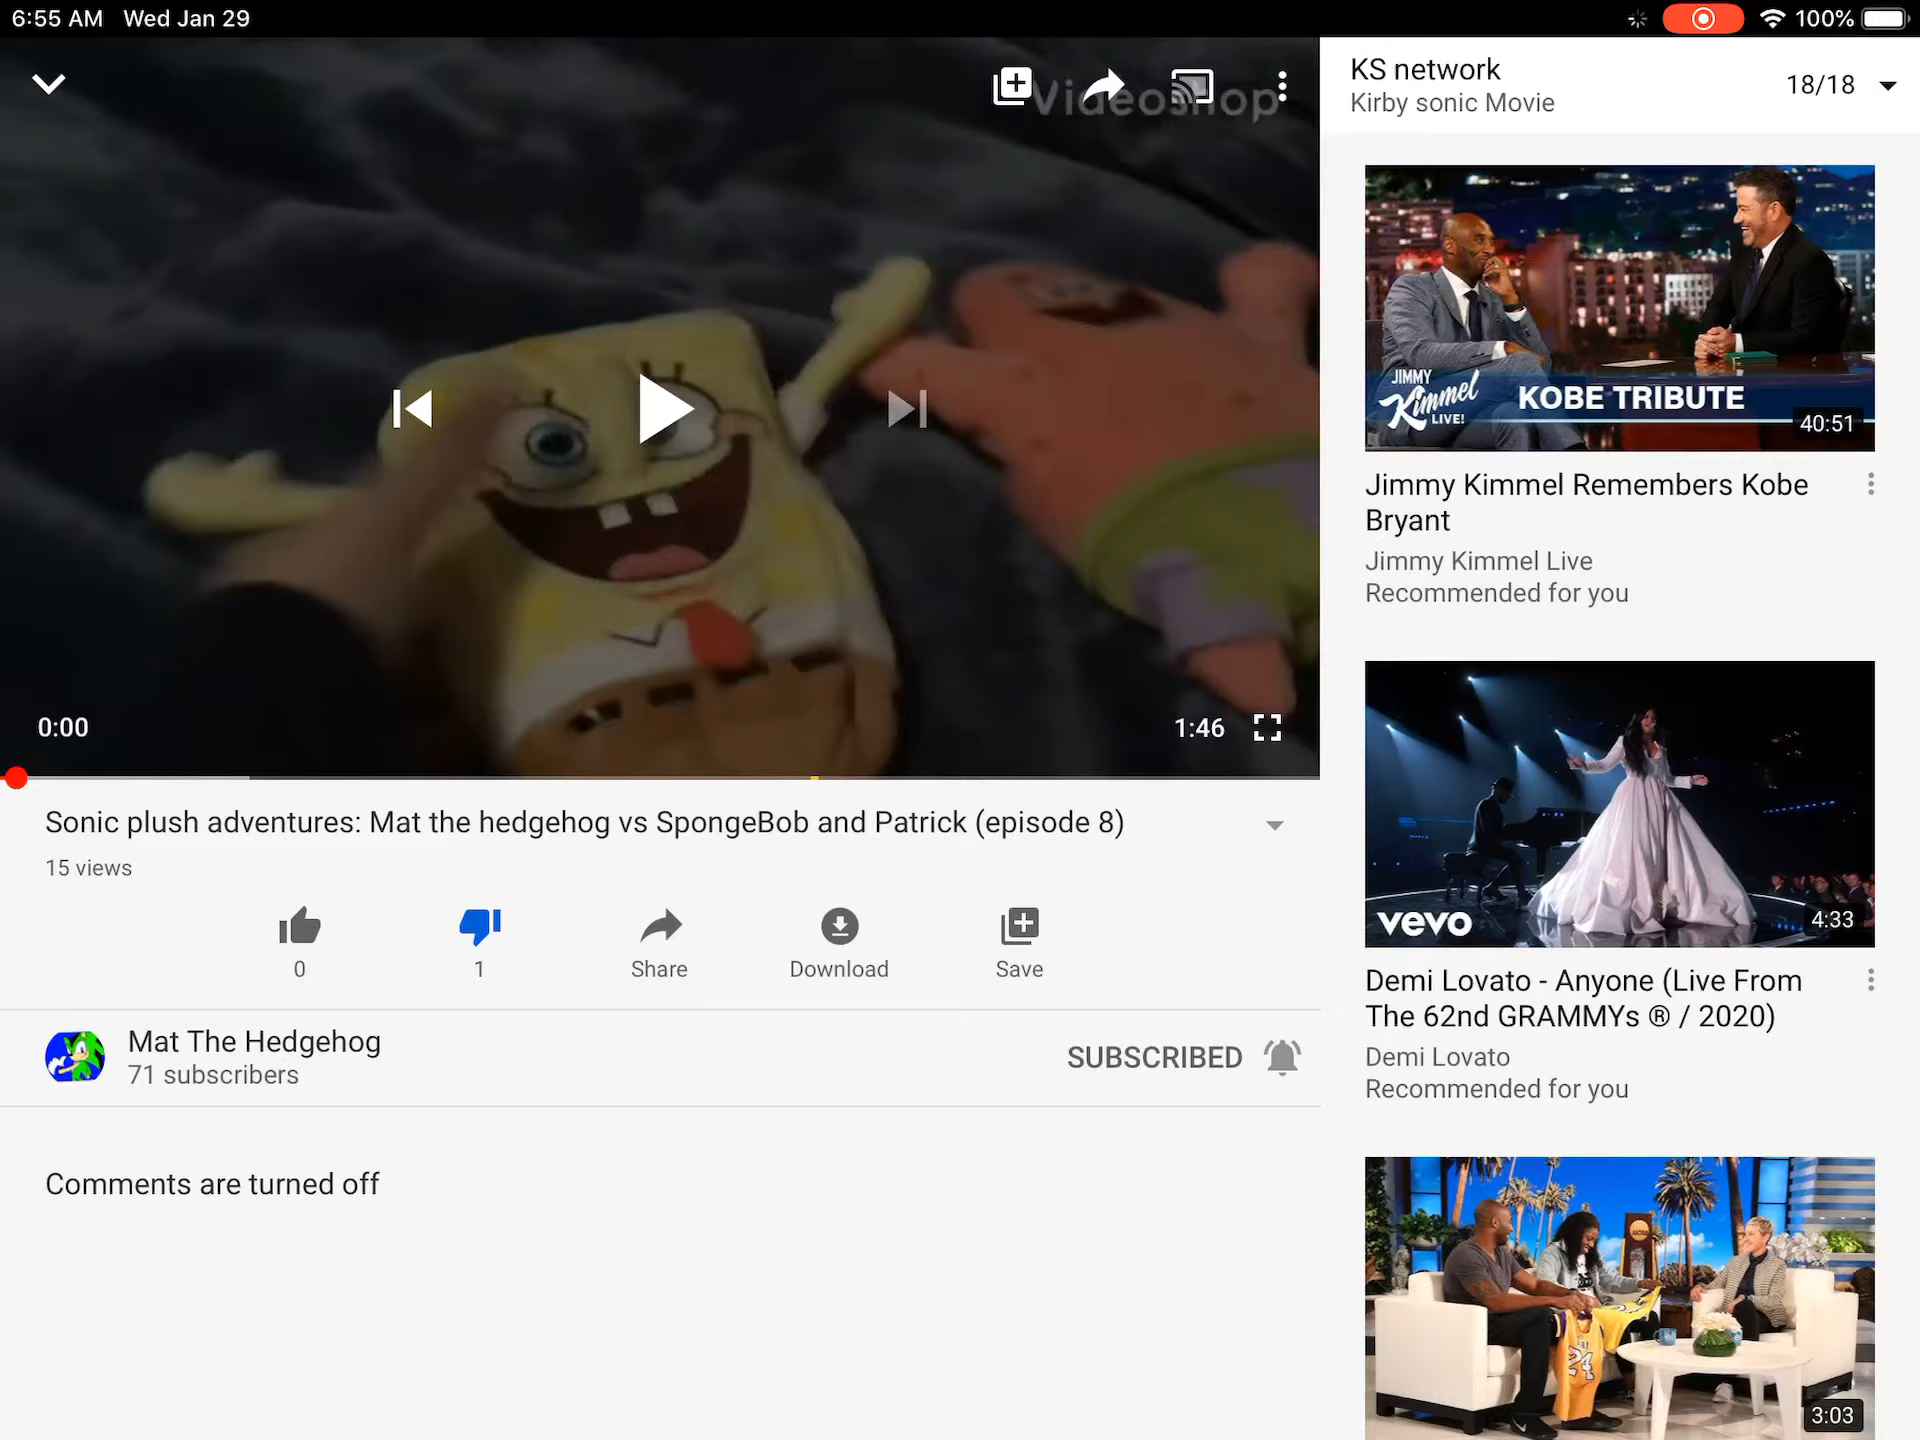 6:55 AM Wed Jan 29
100%
Videoshop
0:00
1:46
Sonic plush adventures: Mat the hedgehog vs SpongeBob and Patrick (episode 8)
15 views
0
1
Share
Download
Save
Mat The Hedgehog
71 subscribers
SUBSCRIBED
Comments are turned off
KS network
Kirby sonic Movie
18/18
JIMMY
Kimmel
LIVE!
KOBE TRIBUTE
40:51
Jimmy Kimmel Remembers Kobe
Bryant
Jimmy Kimmel Live
Recommended for you
vevo
4:33
Demi Lovato - Anyone (Live From
The 62nd GRAMMYs ® / 2020)
Demi Lovato
Recommended for you
24
3:03